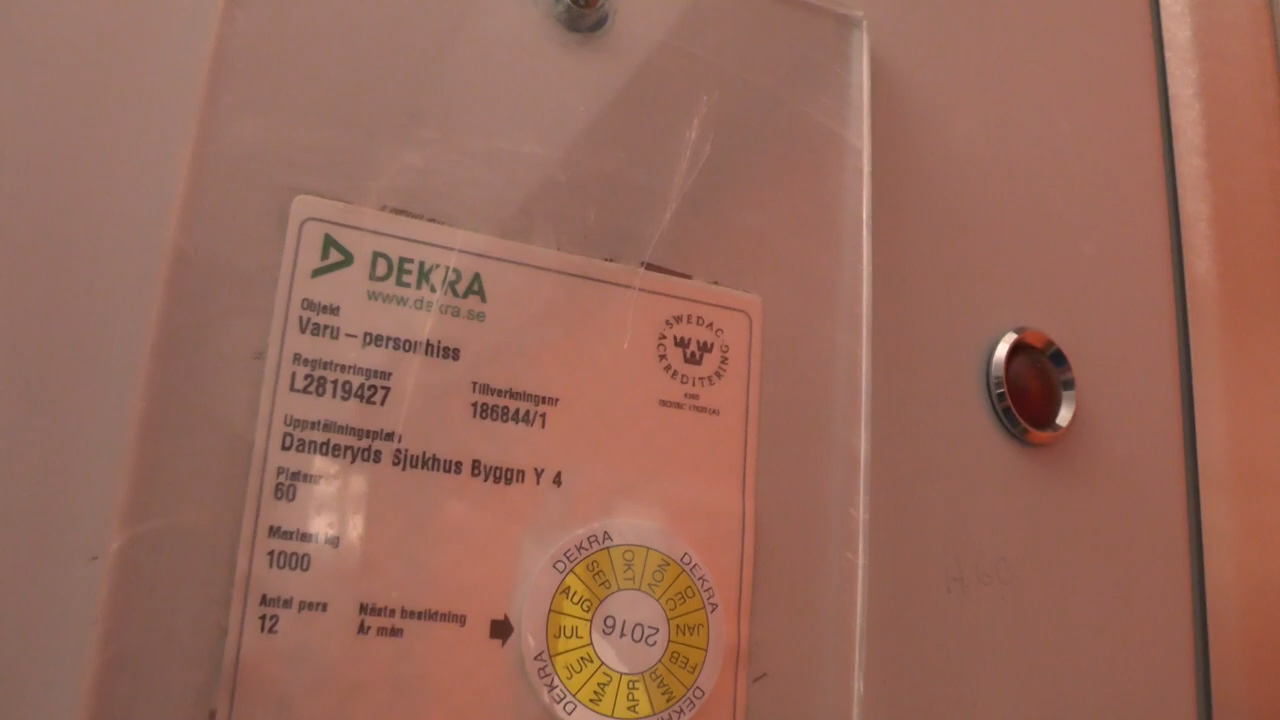 DEKRA
www.dekra.se
SWEDAC
ACKREDITERING
Objekt
Varu – personhiss
Registreringsnr
L2819427
Tillverkningsnr
186844/1
Uppställningsplats
Danderyds Sjukhus Byggn Y 4
Platsnr
60
Maxlast kg
1000
Antal pers
12
Nästa besiktning
År mån
DEKRA
DEKRA
DEKRA
DEKRA
JAN
FEB
MAR
APR
MAJ
JUN
JUL
AUG
SEP
OKT
NOV
DEC
2016